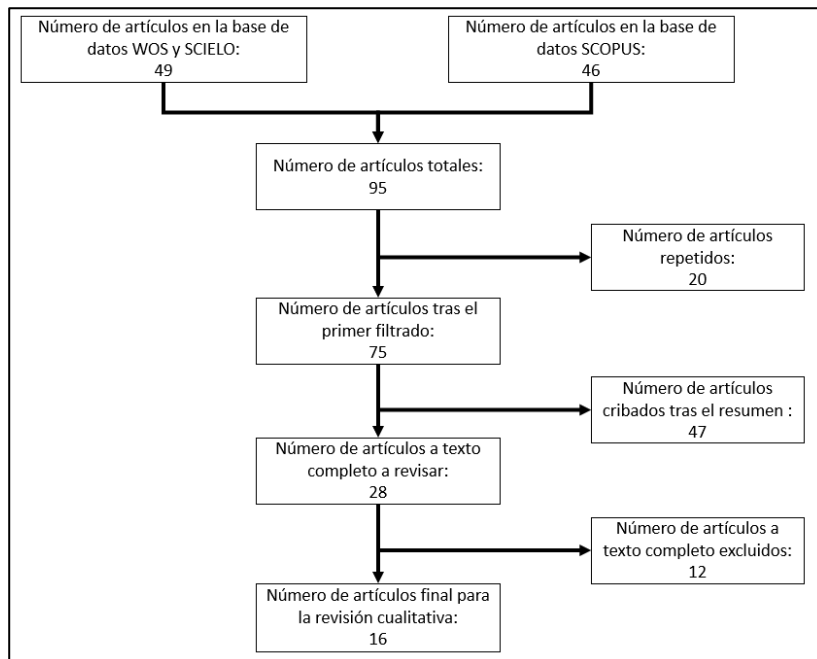 Número de artículos en la base de
datos WOS y SCIELO:
49
Número de artículos en la base de
datos SCOPUS:
46
Número de artículos totales:
95
Número de artículos
repetidos:
20
Número de artículos tras el
primer filtrado:
75
Número de artículos
cribados tras el resumen :
47
Número de artículos a texto
completo a revisar:
28
Número de artículos a
texto completo excluidos:
12
Número de artículos final para
la revisión cualitativa:
16